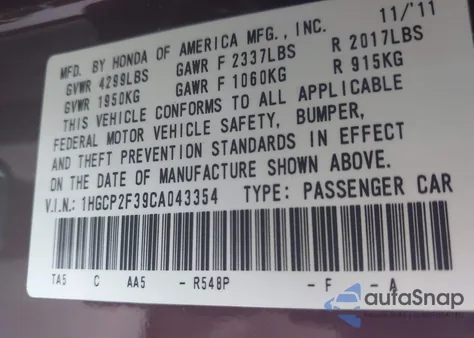 MFD. BY HONDA OF AMERICA MFG., INC. 11/'11
GVWR 4299LBS GAWR F 2337LBS R 2017LBS
GVWR 1950KG GAWR F 1060KG R 915KG
THIS VEHICLE CONFORMS TO ALL APPLICABLE
FEDERAL MOTOR VEHICLE SAFETY, BUMPER,
AND THEFT PREVENTION STANDARDS IN EFFECT
ON THE DATE OF MANUFACTURE SHOWN ABOVE.
V.I.N.: 1HGCP2F39CA043354 TYPE: PASSENGER CAR
TA5 C AA5 - R548P - F - A
autoSnap